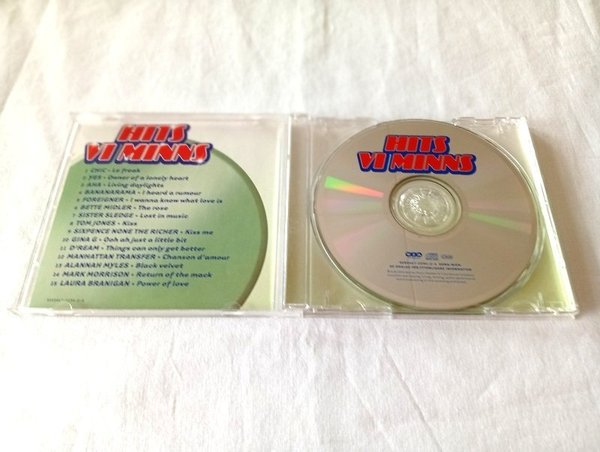 HITS
VI MINNS
1 CHIC - Le freak
2 YES - Owner of a lonely heart
3 AHA - Living daylights
4 BANANARAMA - I heard a rumour
5 FOREIGNER - I wanna know what love is
6 BETTE MIDLER - The rose
7 SISTER SLEDGE - Lost in music
8 TOM JONES - Kiss
9 SIXPENCE NONE THE RICHER - Kiss me
10 GINA G - Ooh ah just a little bit
11 D'REAM - Things can only get better
12 MANHATTAN TRANSFER - Chanson d'amour
13 ALANNAH MYLES - Black velvet
14 MARK MORRISON - Return of the mack
15 LAURA BRANIGAN - Power of love
HITS
VI MINNS